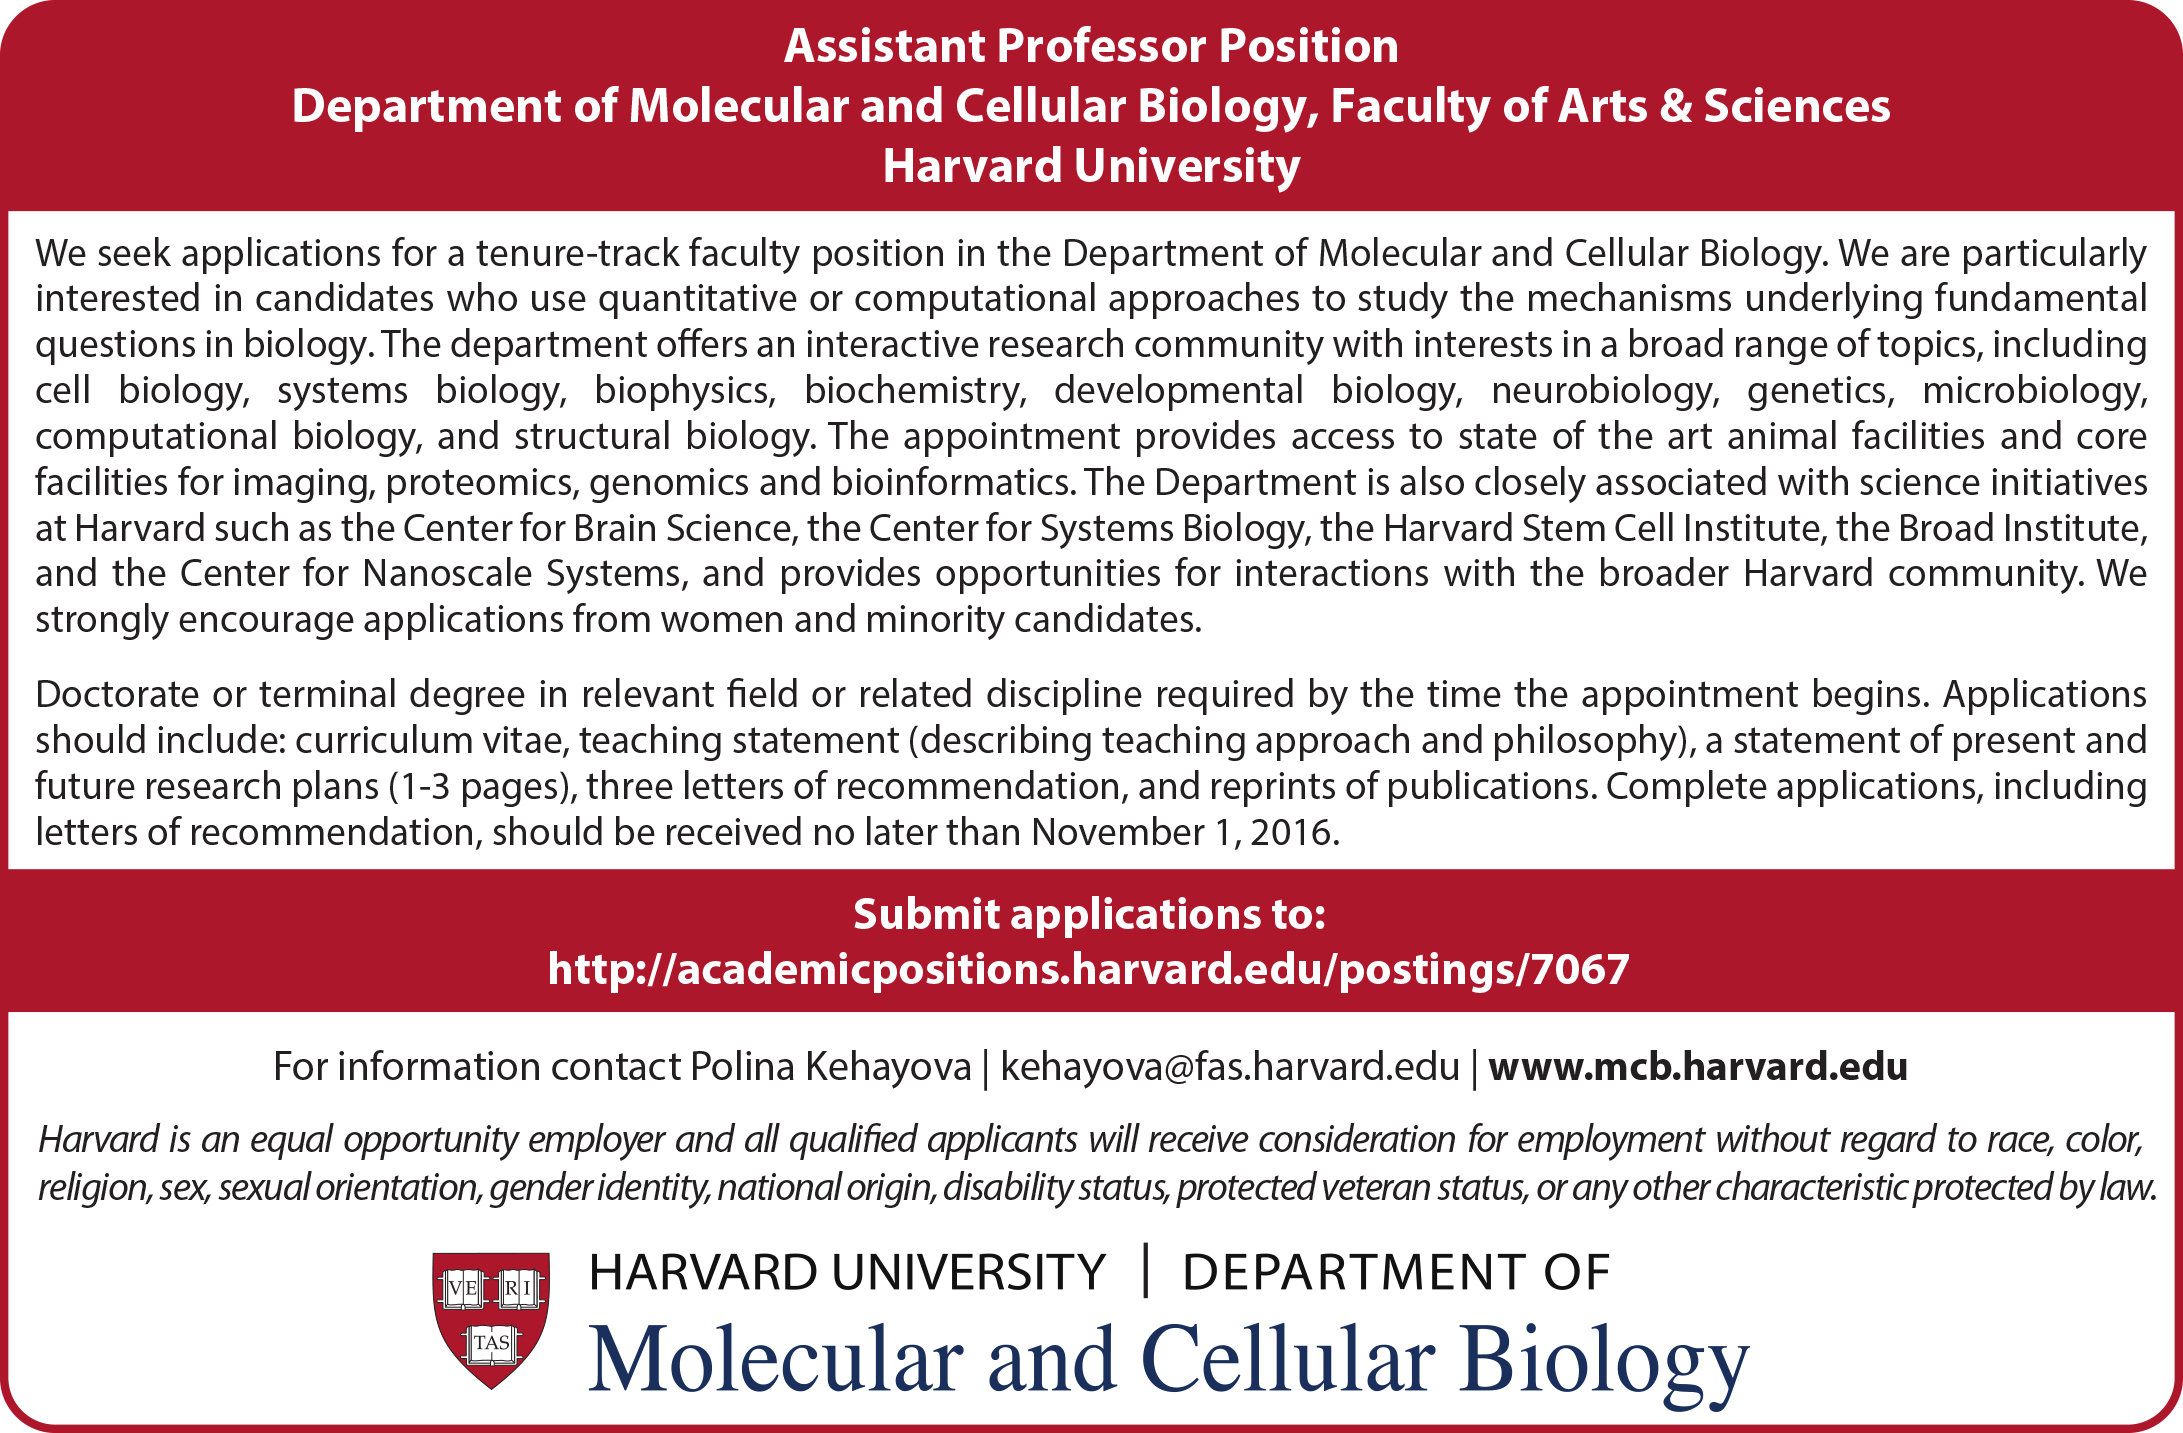 Assistant Professor Position
Department of Molecular and Cellular Biology, Faculty of Arts & Sciences
Harvard University
We seek applications for a tenure-track faculty position in the Department of Molecular and Cellular Biology. We are particularly
interested in candidates who use quantitative or computational approaches to study the mechanisms underlying fundamental
questions in biology. The department offers an interactive research community with interests in a broad range of topics, including
cell biology, systems biology, biophysics, biochemistry, developmental biology, neurobiology, genetics, microbiology,
computational biology, and structural biology. The appointment provides access to state of the art animal facilities and core
facilities for imaging, proteomics, genomics and bioinformatics. The Department is also closely associated with science initiatives
at Harvard such as the Center for Brain Science, the Center for Systems Biology, the Harvard Stem Cell Institute, the Broad Institute,
and the Center for Nanoscale Systems, and provides opportunities for interactions with the broader Harvard community. We
strongly encourage applications from women and minority candidates.
Doctorate or terminal degree in relevant field or related discipline required by the time the appointment begins. Applications
should include: curriculum vitae, teaching statement (describing teaching approach and philosophy), a statement of present and
future research plans (1-3 pages), three letters of recommendation, and reprints of publications. Complete applications, including
letters of recommendation, should be received no later than November 1, 2016.
Submit applications to:
http://academicpositions.harvard.edu/postings/7067
For information contact Polina Kehayova | kehayova@fas.harvard.edu | www.mcb.harvard.edu
Harvard is an equal opportunity employer and all qualified applicants will receive consideration for employment without regard to race, color,
religion, sex, sexual orientation, gender identity, national origin, disability status, protected veteran status, or any other characteristic protected by law.
VE RI
TAS
HARVARD UNIVERSITY | DEPARTMENT OF
Molecular and Cellular Biology